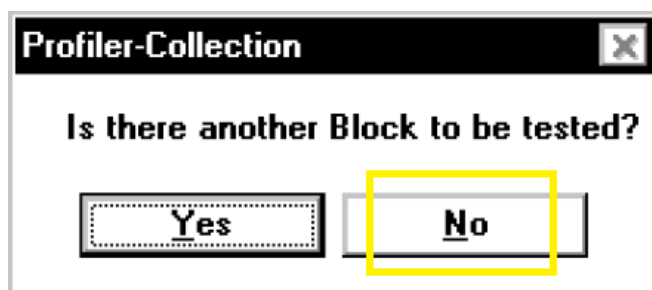 Profiler-Collection
Is there another Block to be tested?
Yes No